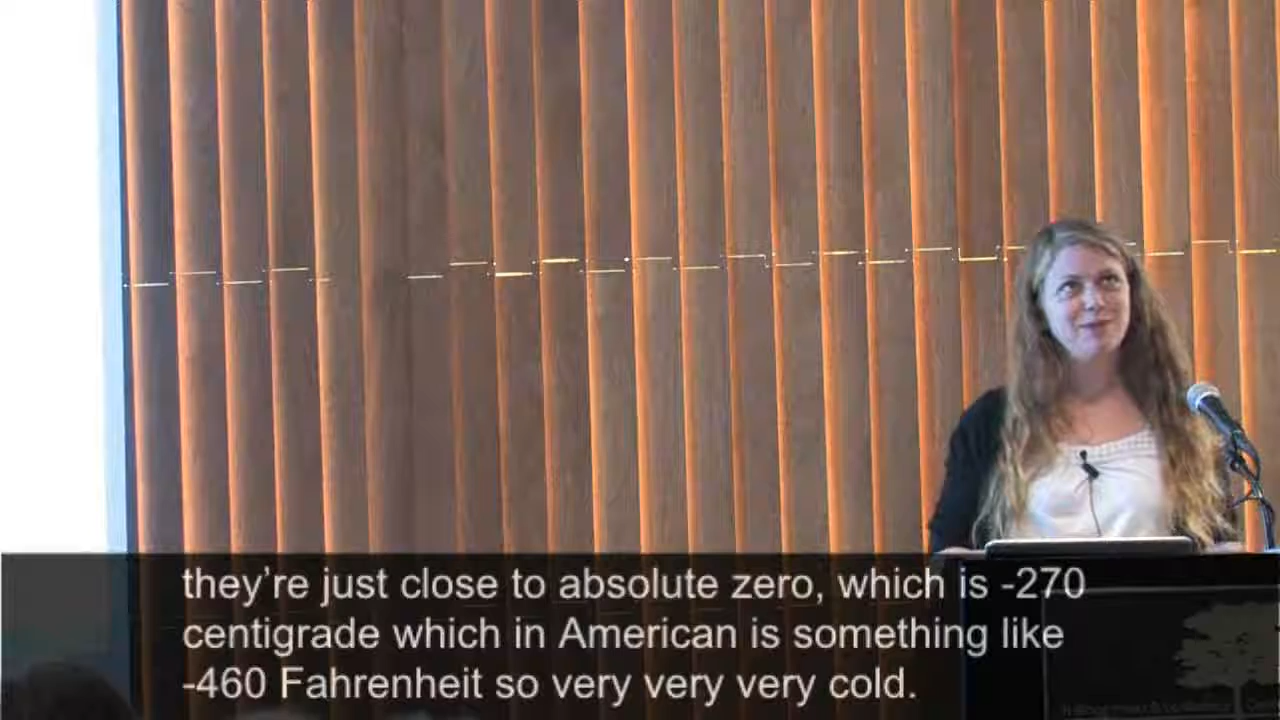 they’re just close to absolute zero, which is -270
centigrade which in American is something like
-460 Fahrenheit so very very very cold.